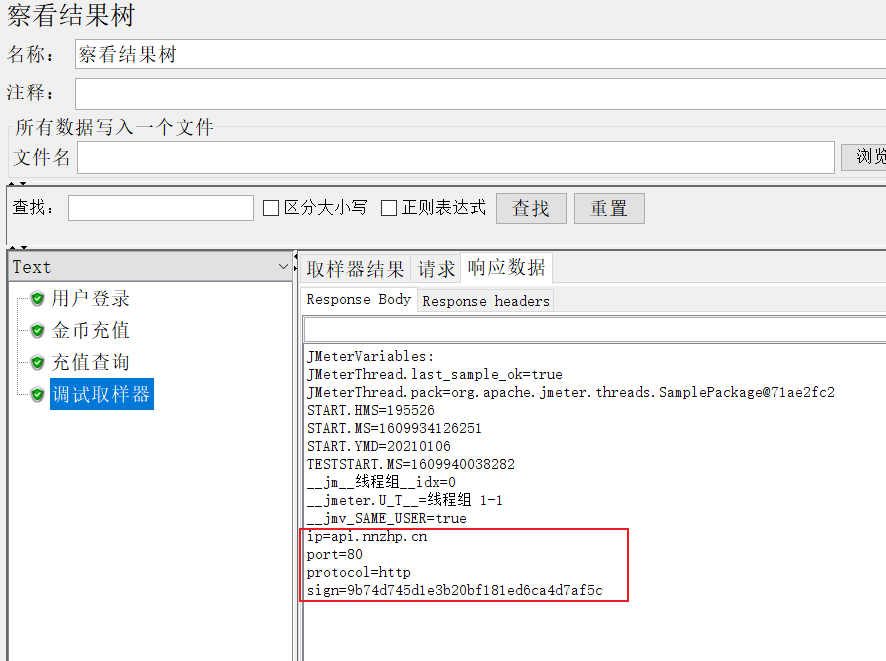 察看结果树
名称： 察看结果树
注释：
所有数据写入一个文件
文件名 浏览
查找： 区分大小写 正则表达式 查找 重置
Text
用户登录
金币充值
充值查询
调试取样器
取样器结果 请求 响应数据
Response Body Response headers
JMeterVariables:
JMeterThread.last_sample_ok=true
JMeterThread.pack=org.apache.jmeter.threads.SamplePackage@71ae2fc2
START.HMS=195526
START.MS=1609934126251
START.YMD=20210106
TESTSTART.MS=1609940038282
__jm__线程组__idx=0
__jmeter.U_T__=线程组 1-1
__jmv_SAME_USER=true
ip=api.nnzhp.cn
port=80
protocol=http
sign=9b74d745d1e3b20bf181ed6ca4d7af5c